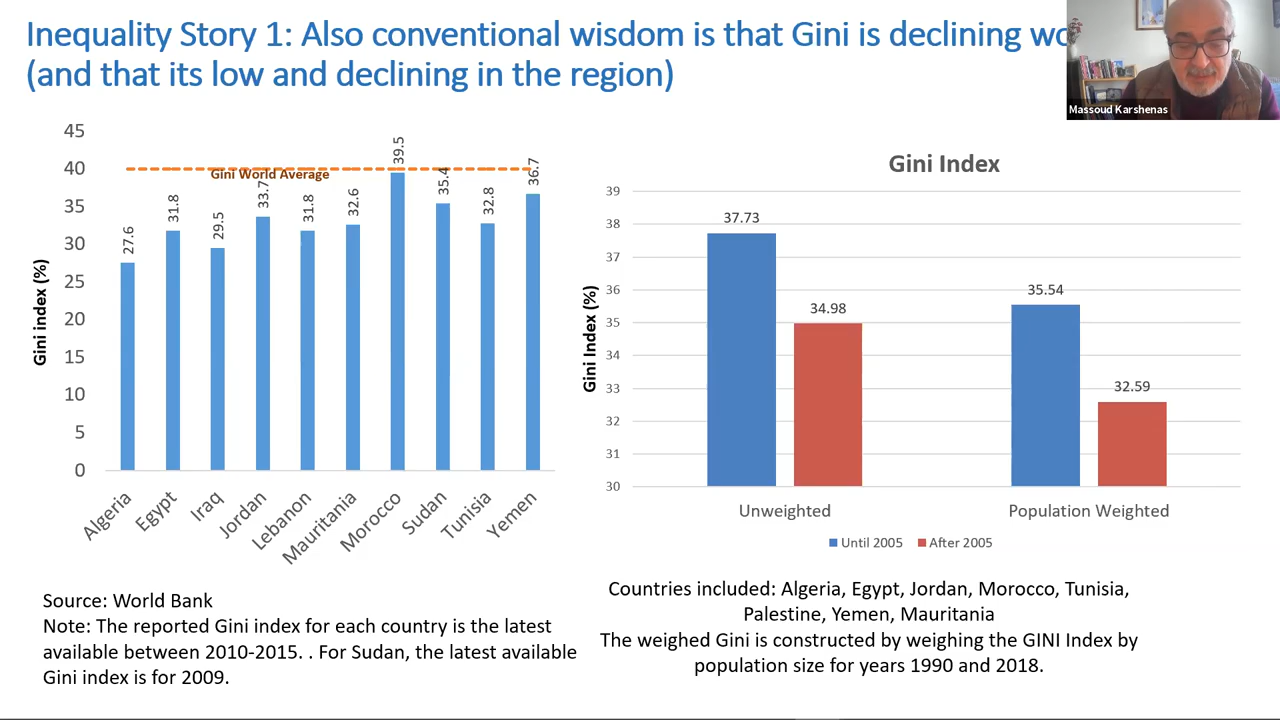 Inequality Story 1: Also conventional wisdom is that Gini is declining
(and that its low and declining in the region)
Massoud Karshenas
Gini index (%)
45
40
35
30
25
20
15
10
5
0
Gini World Average
27.6
31.8
29.5
33.7
31.8
32.6
39.5
35.4
32.8
36.7
Algeria
Egypt
Iraq
Jordan
Lebanon
Mauritania
Morocco
Sudan
Tunisia
Yemen
Source: World Bank
Note: The reported Gini index for each country is the latest
available between 2010-2015. . For Sudan, the latest available
Gini index is for 2009.
Gini Index
Gini Index (%)
39
38
37
36
35
34
33
32
31
30
37.73
34.98
35.54
32.59
Unweighted
Population Weighted
Until 2005
After 2005
Countries included: Algeria, Egypt, Jordan, Morocco, Tunisia,
Palestine, Yemen, Mauritania
The weighed Gini is constructed by weighing the GINI Index by
population size for years 1990 and 2018.